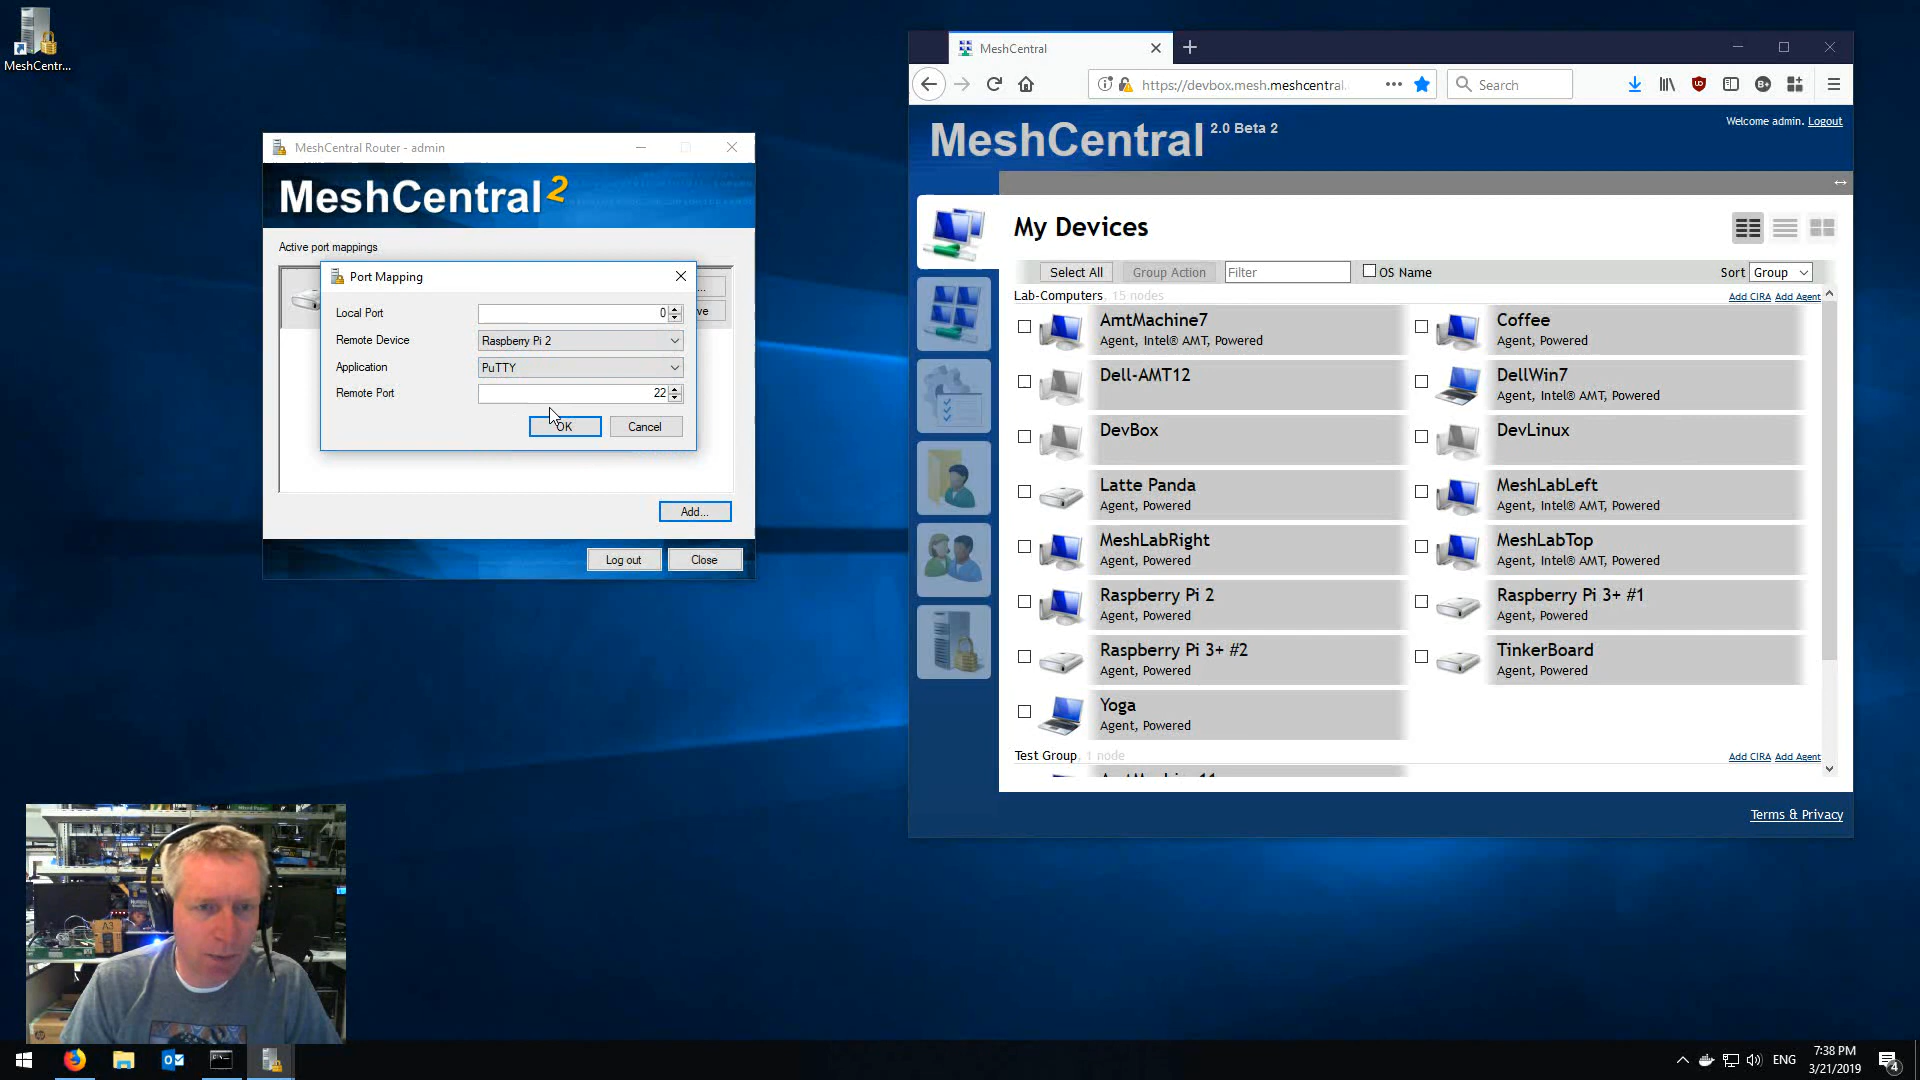 MeshCentr...
MeshCentral Router - admin
MeshCentral2
Active port mappings
Port Mapping
Local Port
0
Remote Device
Raspberry Pi 2
Application
PuTTY
Remote Port
22
OK
Cancel
...
ve
Add...
Log out
Close
MeshCentral
https://devbox.mesh.meshcentral.
Search
MeshCentral 2.0 Beta 2
Welcome admin. Logout
My Devices
Select All
Group Action
Filter
OS Name
Sort
Group
Lab-Computers, 15 nodes
Add CIRA Add Agent
AmtMachine7
Agent, Intel® AMT, Powered
Coffee
Agent, Powered
Dell-AMT12
DellWin7
Agent, Intel® AMT, Powered
DevBox
DevLinux
Latte Panda
Agent, Powered
MeshLabLeft
Agent, Intel® AMT, Powered
MeshLabRight
Agent, Powered
MeshLabTop
Agent, Intel® AMT, Powered
Raspberry Pi 2
Agent, Powered
Raspberry Pi 3+ #1
Agent, Powered
Raspberry Pi 3+ #2
Agent, Powered
TinkerBoard
Agent, Powered
Yoga
Agent, Powered
Test Group, 1 node
Add CIRA Add Agent
Terms & Privacy
A3
ENG
7:38 PM
3/21/2019
4